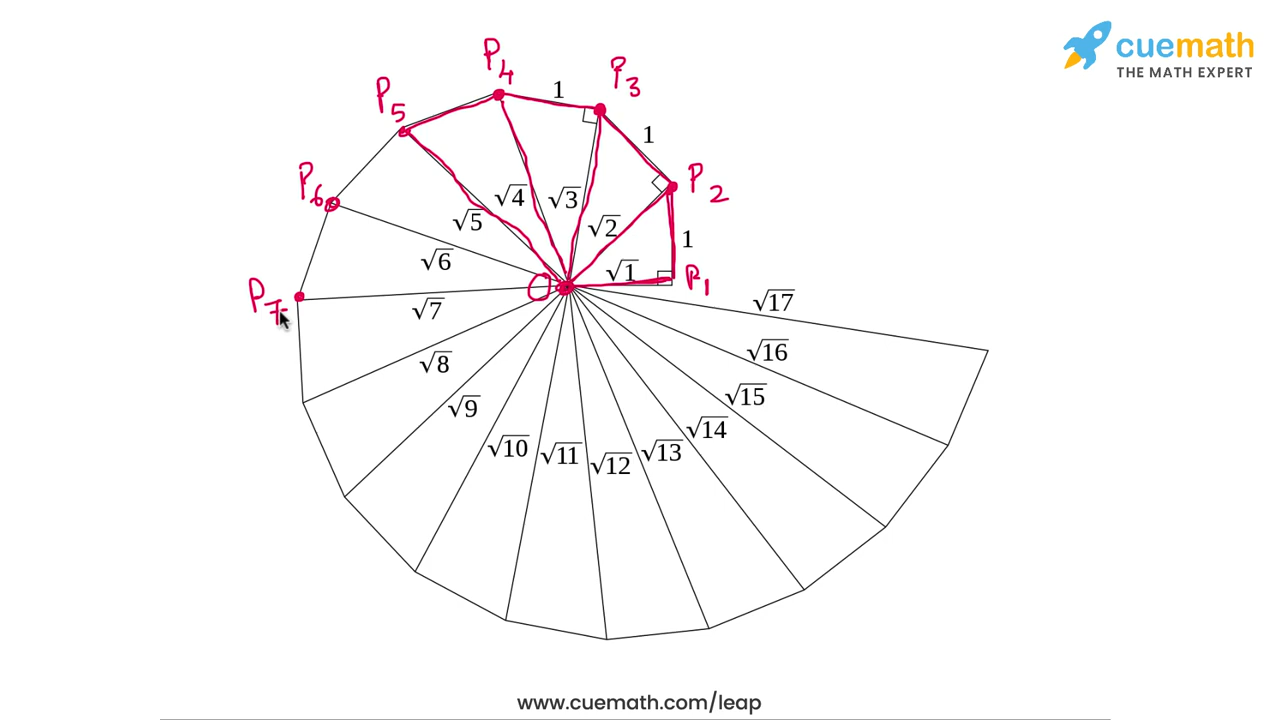 cuemath
THE MATH EXPERT
P4
P3
P5
1
1
P2
P6
√4
√3
√5
√2
1
√6
√1
P1
O
P7
√7
√17
√8
√16
√9
√15
√14
√10
√11
√12
√13
www.cuemath.com/leap